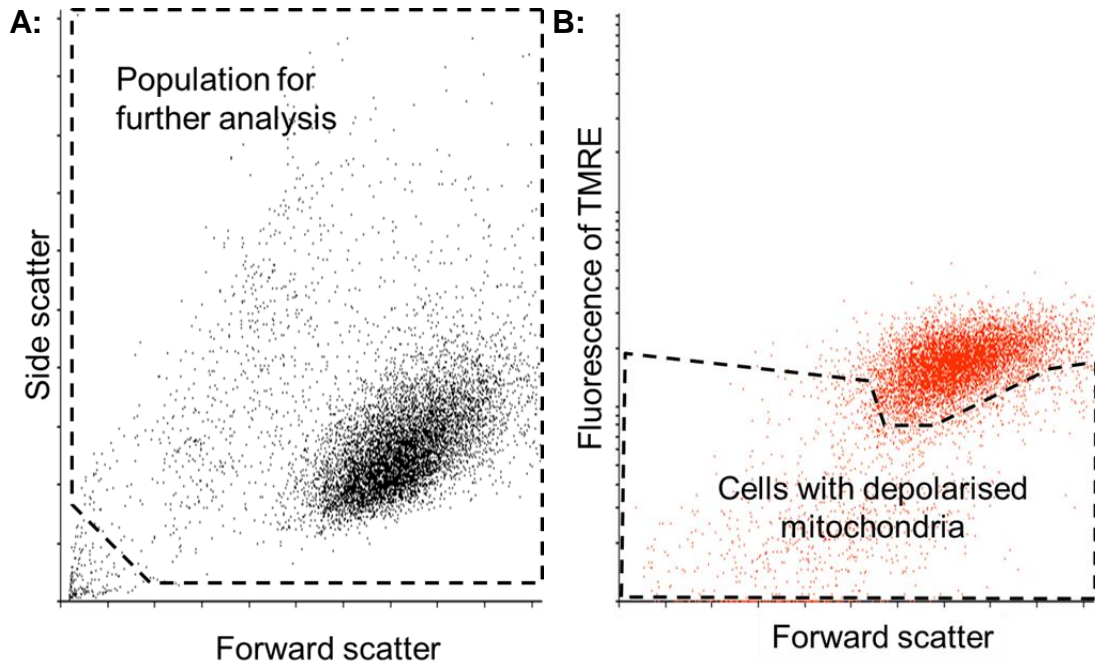 A:
Population for
further analysis
Side scatter
Forward scatter
B:
Fluorescence of TMRE
Cells with depolarised
mitochondria
Forward scatter